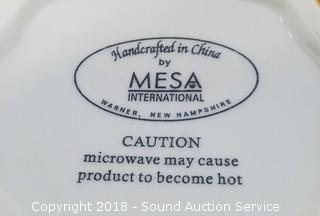 Handcrafted in China
by
MESA
INTERNATIONAL
WARNER, NEW HAMPSHIRE
CAUTION
microwave may cause
product to become hot
Copyright 2018 - Sound Auction Service